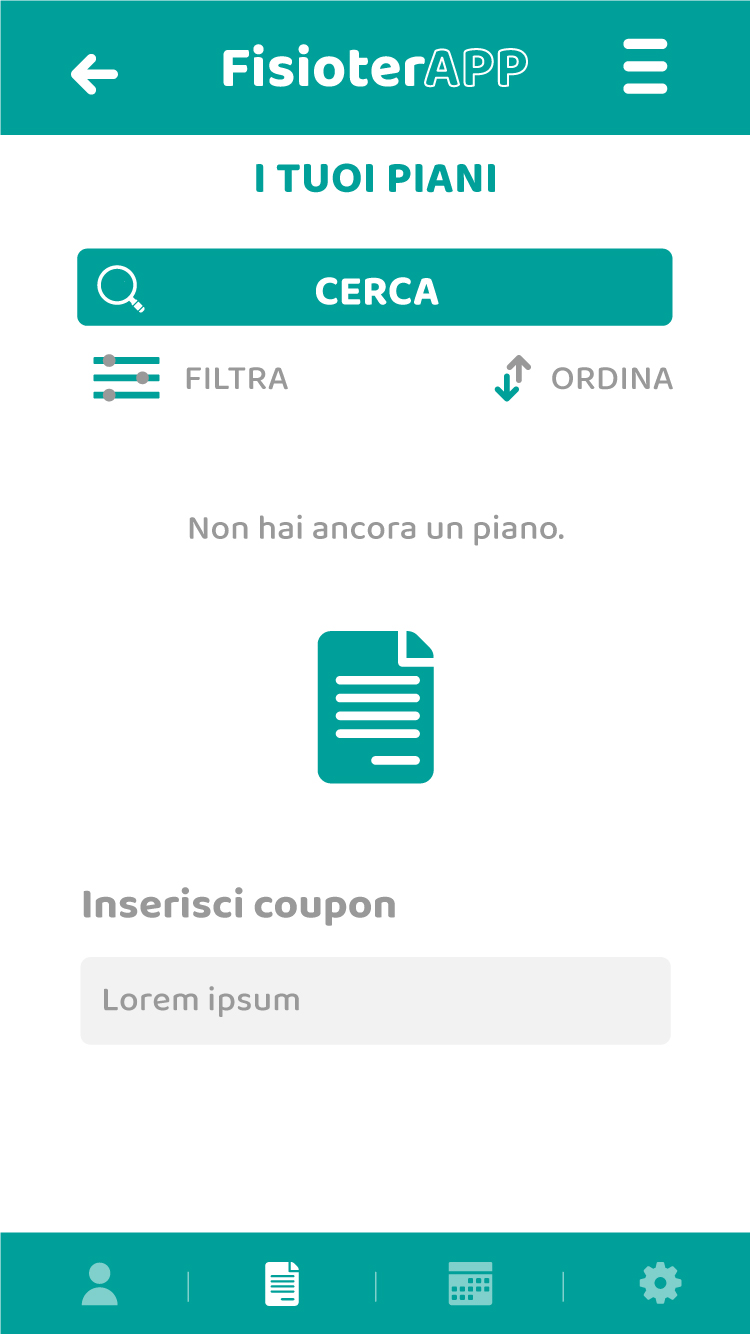 FisioterAPP
I TUOI PIANI
CERCA
FILTRA
ORDINA
Non hai ancora un piano.
Inserisci coupon
Lorem ipsum